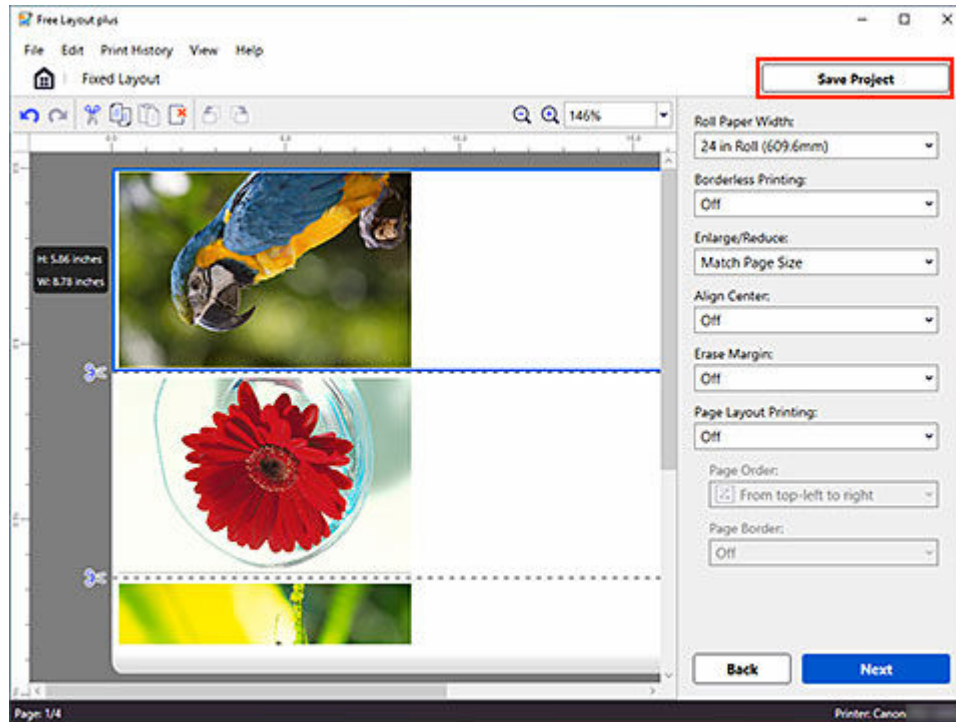 Free Layout plus
File Edit Print History View Help
Fixed Layout
Save Project
146%
Roll Paper Width:
24 in Roll (609.6mm)
Borderless Printing:
Off
Enlarge/Reduce:
Match Page Size
Align Center:
Off
Erase Margin:
Off
Page Layout Printing:
Off
Page Order:
From top-left to right
Page Border:
Off
H: 5.86 inches
W: 8.78 inches
Back
Next
Page: 1/4
Printer: Canon